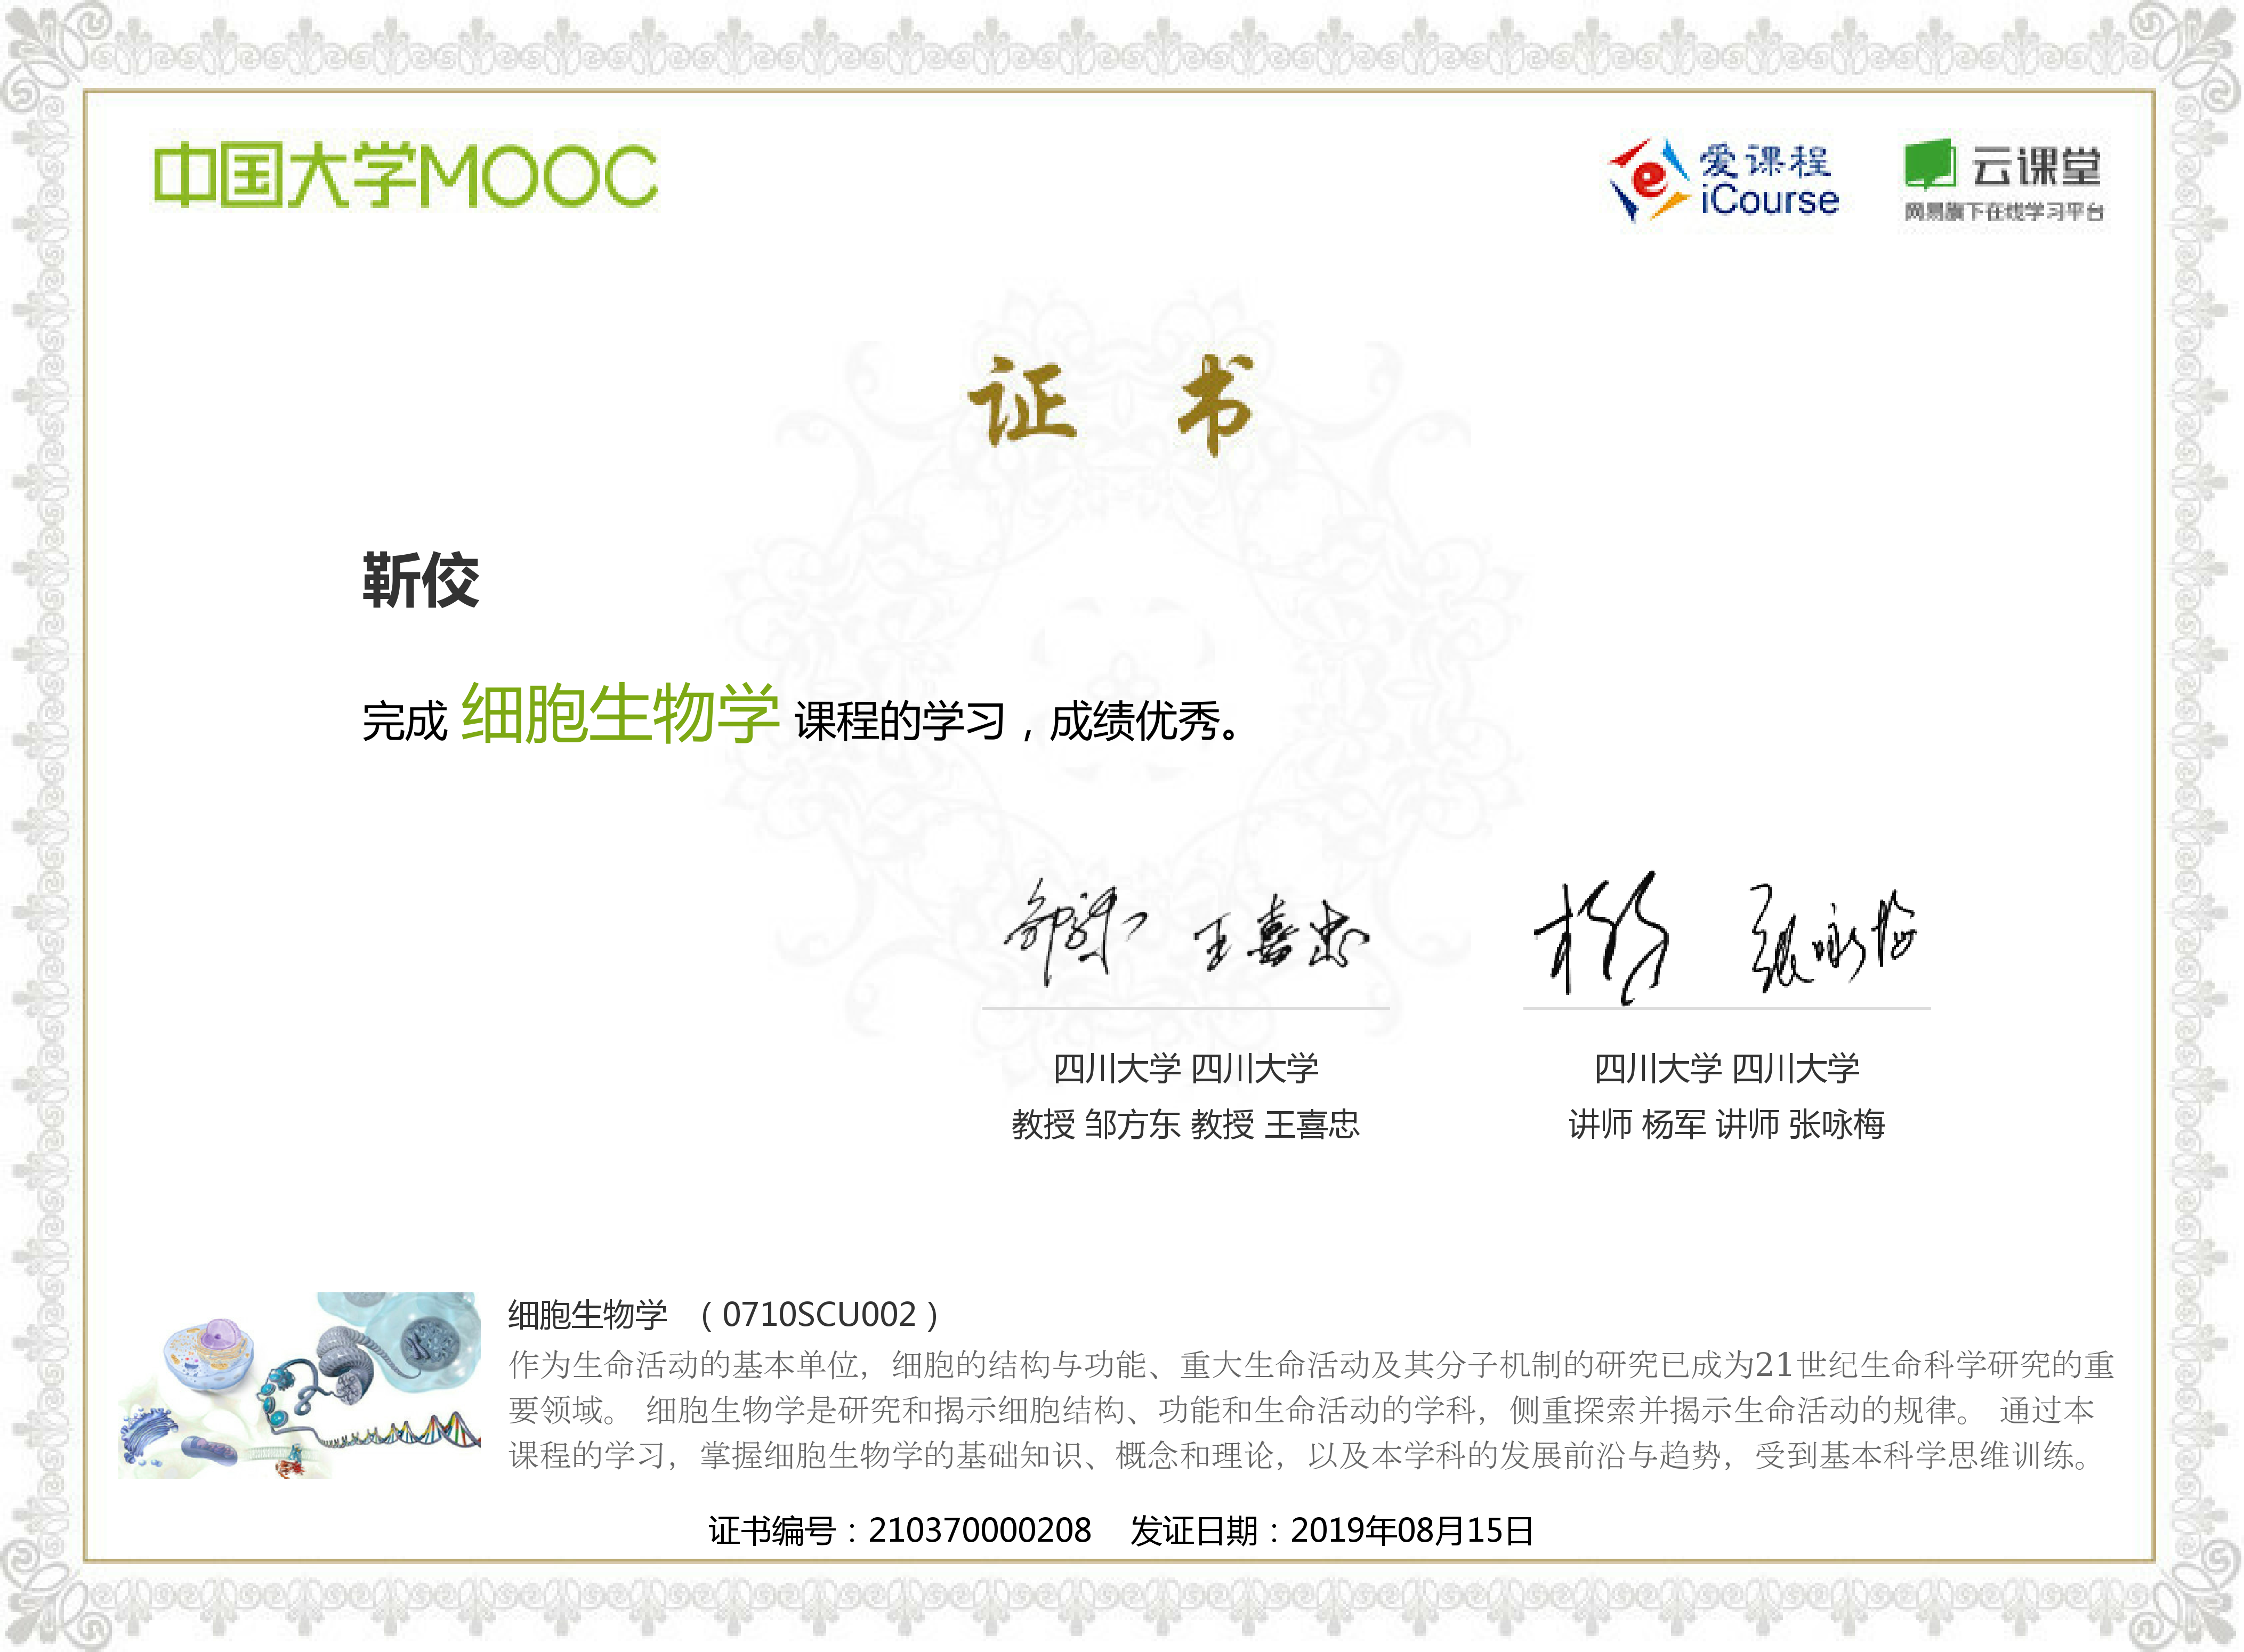 中国大学MOOC
爱课程
iCourse
云课堂
网易旗下在线学习平台
证 书
靳佼
完成 细胞生物学 课程的学习，成绩优秀。
王喜忠 张咏梅
四川大学 四川大学
教授 邹方东 教授 王喜忠
四川大学 四川大学
讲师 杨军 讲师 张咏梅
细胞生物学 （0710SCU002）
作为生命活动的基本单位，细胞的结构与功能、重大生命活动及其分子机制的研究已成为21世纪生命科学研究的重
要领域。 细胞生物学是研究和揭示细胞结构、功能和生命活动的学科，侧重探索并揭示生命活动的规律。 通过本
课程的学习，掌握细胞生物学的基础知识、概念和理论，以及本学科的发展前沿与趋势，受到基本科学思维训练。
证书编号：210370000208 发证日期：2019年08月15日